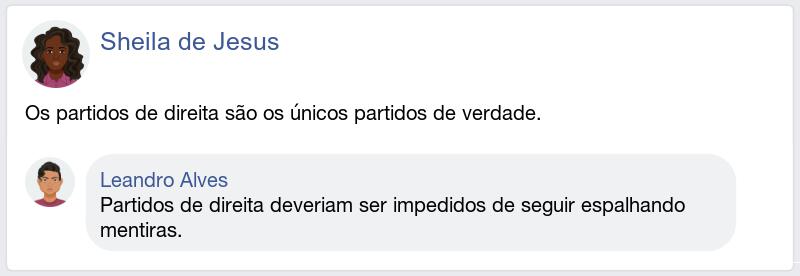 Sheila de Jesus
Os partidos de direita são os únicos partidos de verdade.
Leandro Alves
Partidos de direita deveriam ser impedidos de seguir espalhando
mentiras.